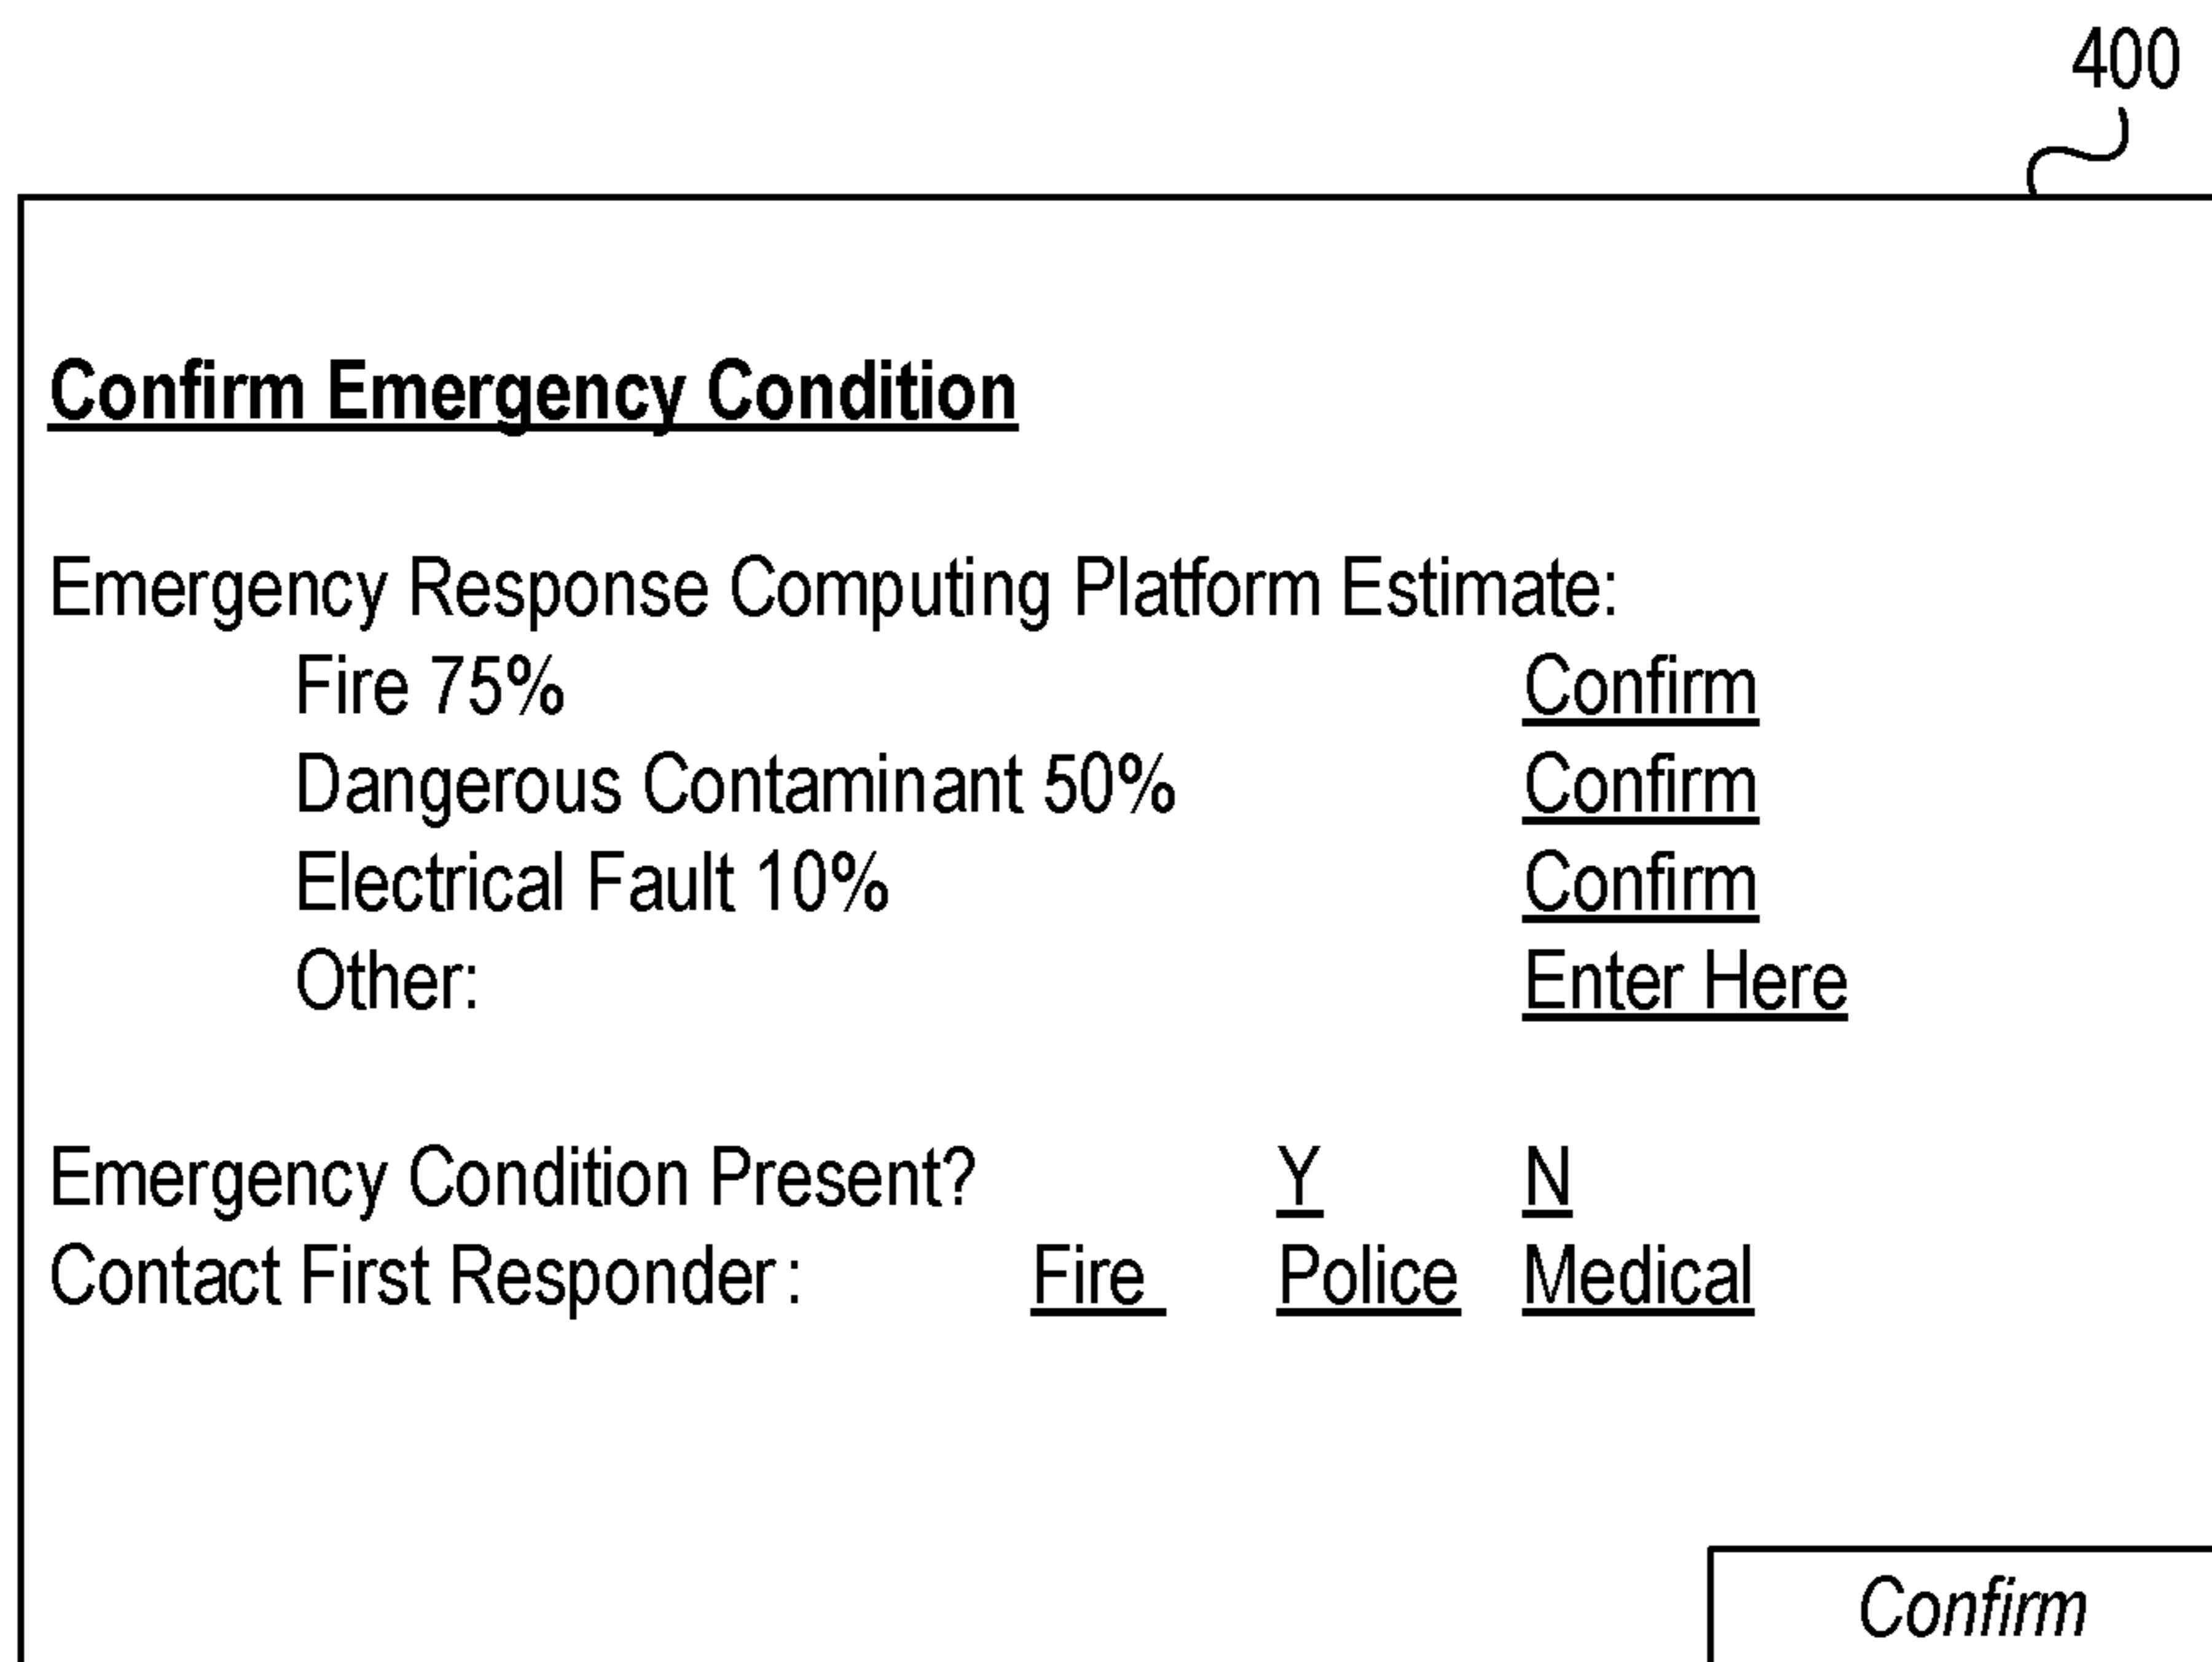 400
Confirm Emergency Condition
Emergency Response Computing Platform Estimate:
Fire 75% Confirm
Dangerous Contaminant 50% Confirm
Electrical Fault 10% Confirm
Other: Enter Here
Emergency Condition Present? Y N
Contact First Responder: Fire Police Medical
Confirm